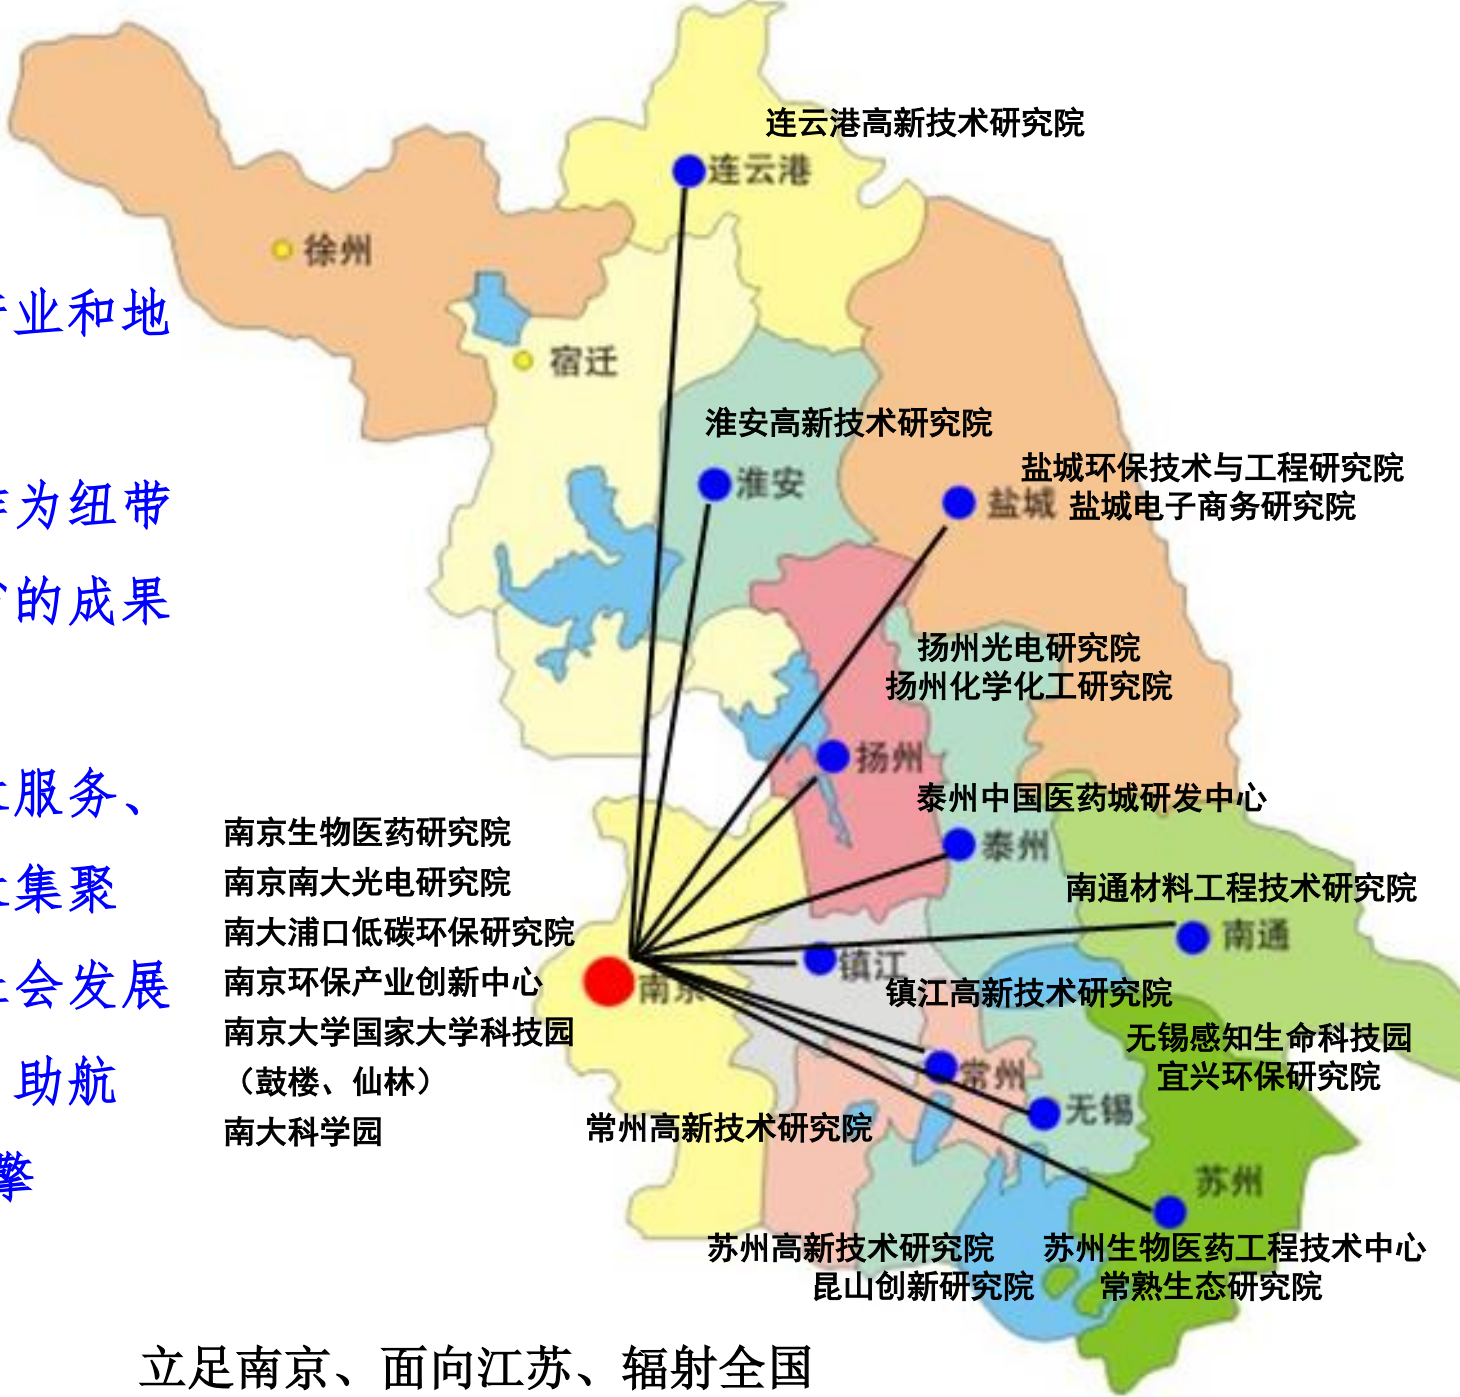 连云港高新技术研究院
连云港
徐州
业和地
宿迁
淮安高新技术研究院
淮安
盐城环保技术与工程研究院
盐城
盐城电子商务研究院
为纽带
的成果
扬州光电研究院
扬州化学化工研究院
扬州
泰州中国医药城研发中心
泰州
服务、
集聚
会发展
助航
擎
南京生物医药研究院
南京南大光电研究院
南大浦口低碳环保研究院
南京环保产业创新中心
南京大学国家大学科技园
（鼓楼、仙林）
南大科学园
南通材料工程技术研究院
南通
镇江
南京
镇江高新技术研究院
无锡感知生命科技园
宜兴环保研究院
常州
无锡
常州高新技术研究院
苏州
苏州高新技术研究院
昆山创新研究院
苏州生物医药工程技术中心
常熟生态研究院
立足南京、面向江苏、辐射全国